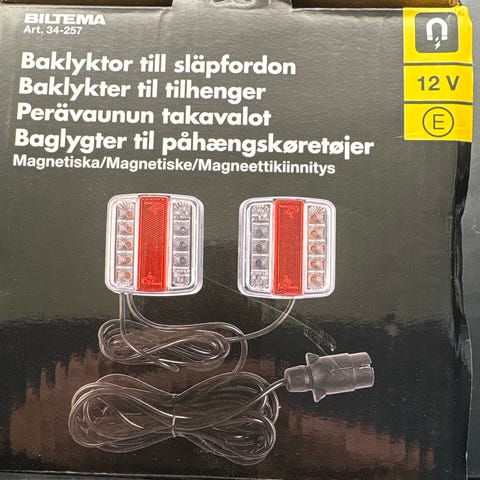 BILTEMA
Art. 34-257
Baklyktor till släpfordon
Baklykter til tilhenger
Perävaunun takavalot
Baglygter til påhængskøretøjer
Magnetiska/Magnetiske/Magneettikiinnitys
12 V
E